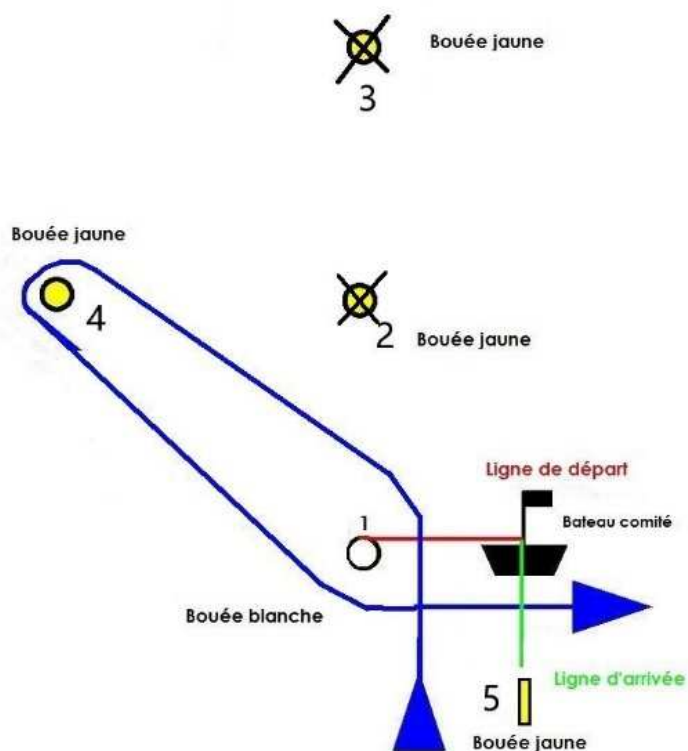 Bouée jaune
3
Bouée jaune
4
2
Bouée jaune
Ligne de départ
1
Bateau comité
Bouée blanche
Ligne d'arrivée
5
Bouée jaune